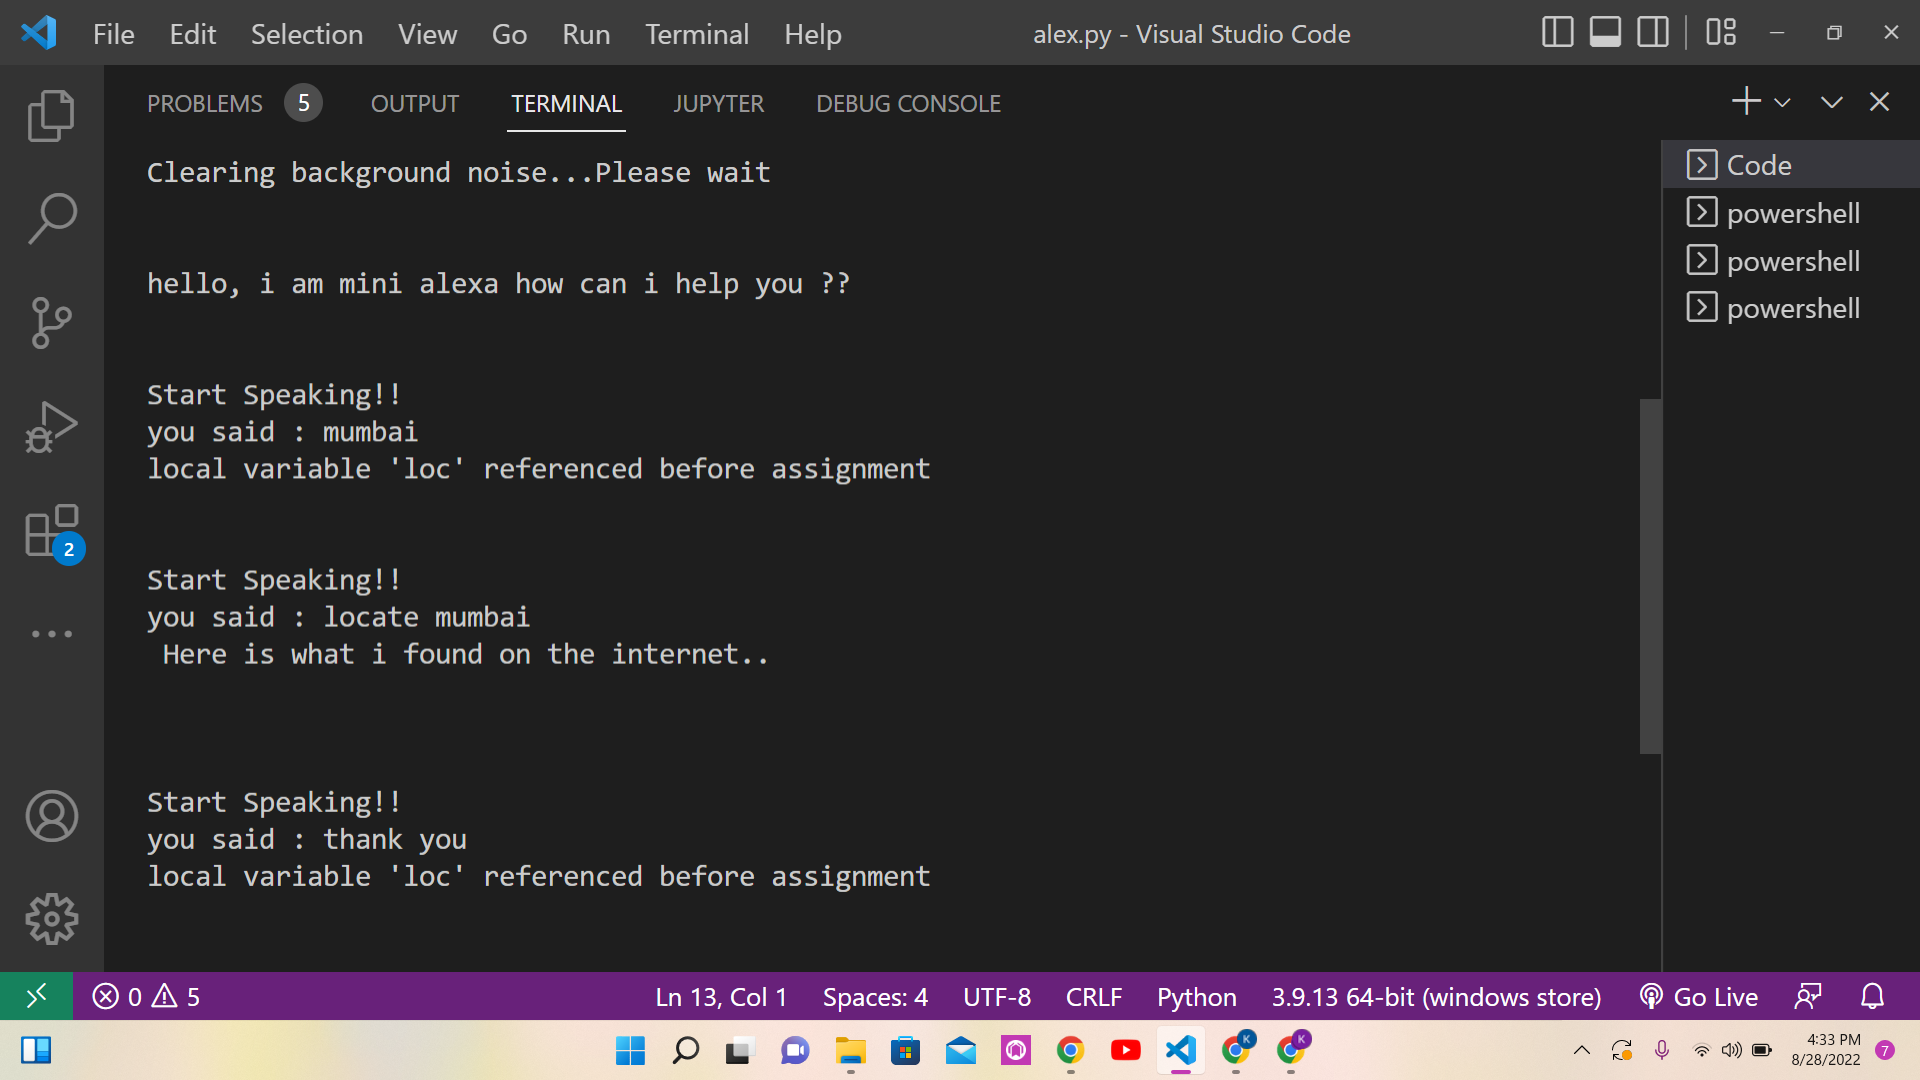 File Edit Selection View Go Run Terminal Help alex.py - Visual Studio Code
PROBLEMS 5 OUTPUT TERMINAL JUPYTER DEBUG CONSOLE
Clearing background noise...Please wait
hello, i am mini alexa how can i help you ??
Start Speaking!!
you said : mumbai
local variable 'loc' referenced before assignment
Start Speaking!!
you said : locate mumbai
Here is what i found on the internet..
Start Speaking!!
you said : thank you
local variable 'loc' referenced before assignment
Code
powershell
powershell
powershell
2
0 5 Ln 13, Col 1 Spaces: 4 UTF-8 CRLF Python 3.9.13 64-bit (windows store) Go Live
K K
4:33 PM
8/28/2022 7